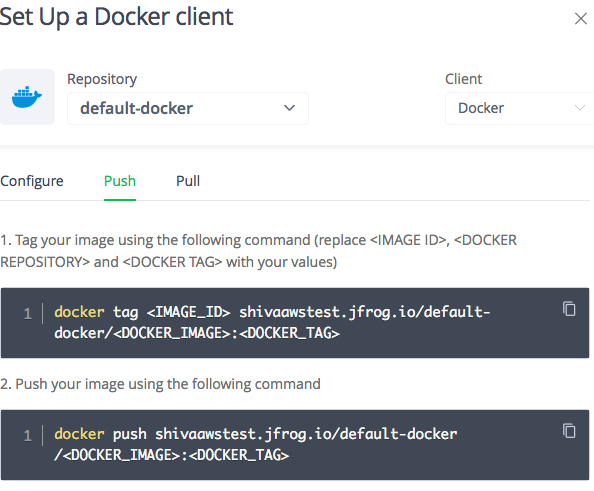 Set Up a Docker client
Repository
default-docker
Client
Docker
Configure
Push
Pull
1. Tag your image using the following command (replace <IMAGE ID>, <DOCKER
REPOSITORY> and <DOCKER TAG> with your values)
1 docker tag <IMAGE_ID> shivaawstest.jfrog.io/default-
docker/<DOCKER_IMAGE>:<DOCKER_TAG>
2. Push your image using the following command
1 docker push shivaawstest.jfrog.io/default-docker
/<DOCKER_IMAGE>:<DOCKER_TAG>